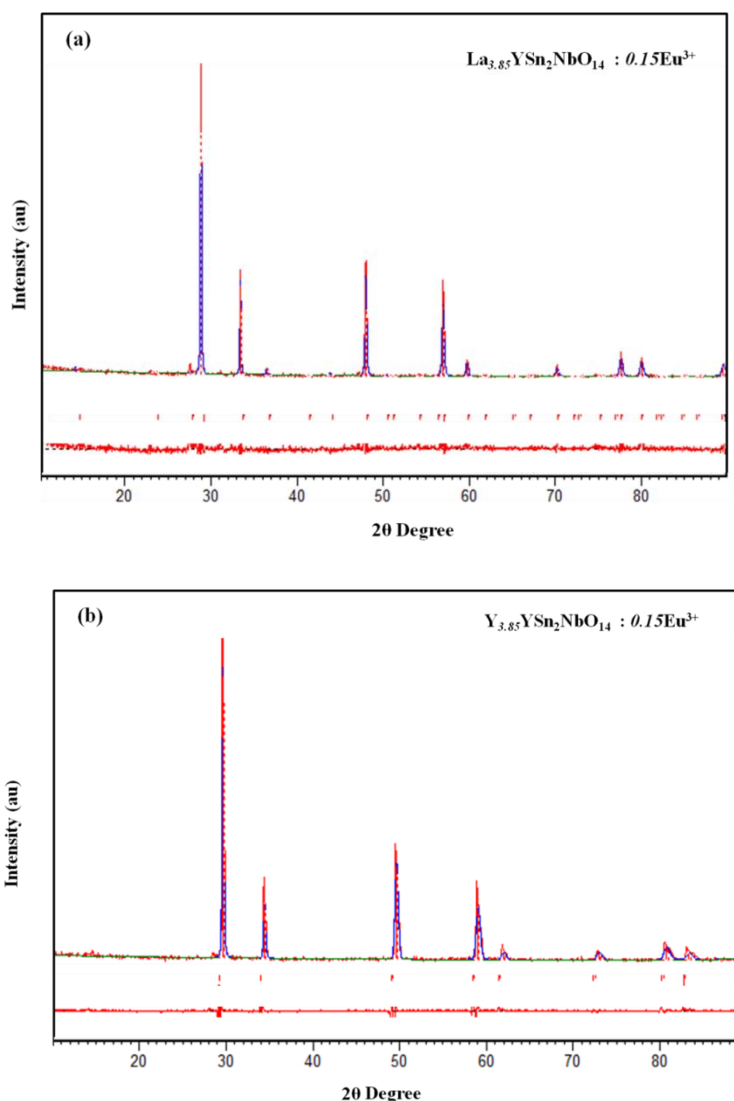 (a)
La₃.₈₅YSn₂NbO₁₄ : 0.15Eu³⁺
Intensity (au)
20 30 40 50 60 70 80
2θ Degree
(b)
Y₃.₈₅YSn₂NbO₁₄ : 0.15Eu³⁺
Intensity (au)
20 30 40 50 60 70 80
2θ Degree